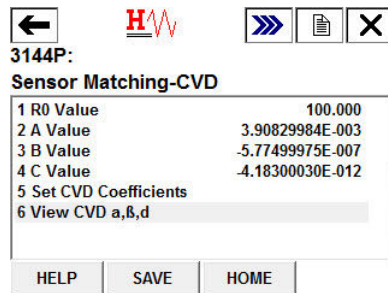 H
3144P:
Sensor Matching-CVD
1 R0 Value 100.000
2 A Value 3.90829984E-003
3 B Value -5.77499975E-007
4 C Value -4.18300030E-012
5 Set CVD Coefficients
6 View CVD a,ß,d
HELP SAVE HOME